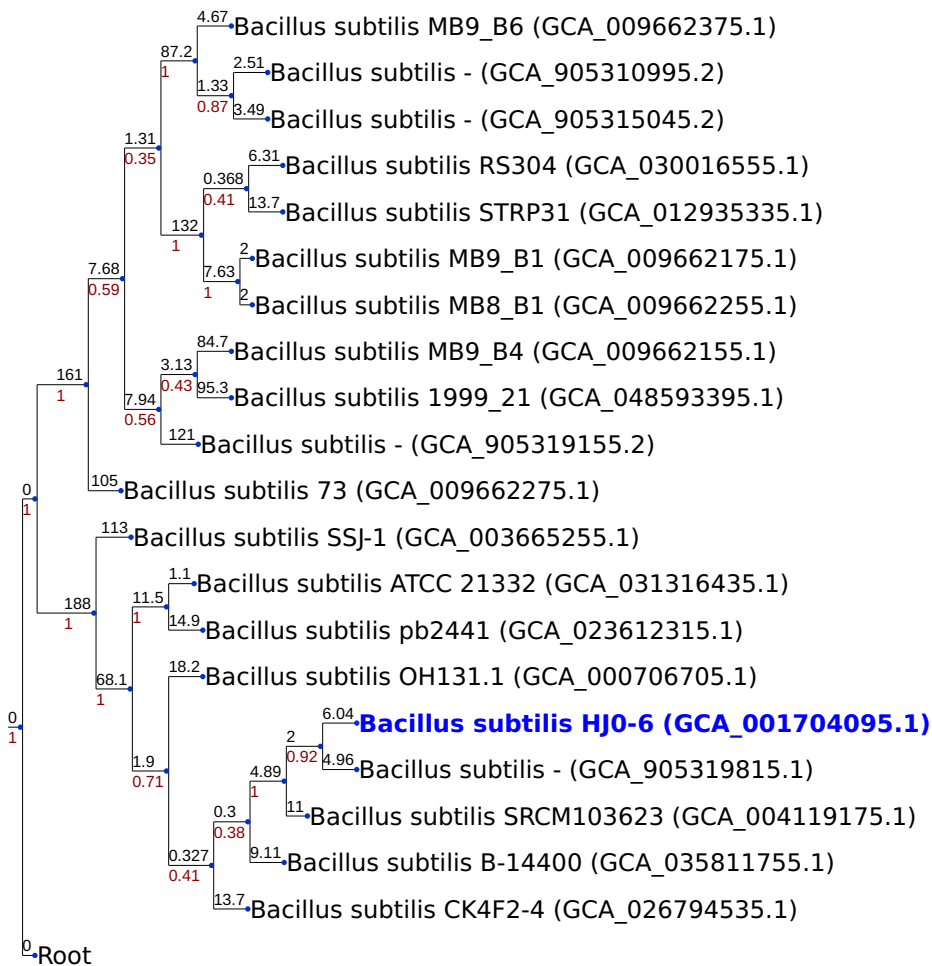 4.67
Bacillus subtilis MB9_B6 (GCA_009662375.1)
87.2
1
2.51
Bacillus subtilis - (GCA_905310995.2)
1.33
0.87
3.49
Bacillus subtilis - (GCA_905315045.2)
1.31
0.35
6.31
Bacillus subtilis RS304 (GCA_030016555.1)
0.368
0.41
13.7
Bacillus subtilis STRP31 (GCA_012935335.1)
132
1
2
Bacillus subtilis MB9_B1 (GCA_009662175.1)
7.63
1
2
Bacillus subtilis MB8_B1 (GCA_009662255.1)
7.68
0.59
84.7
Bacillus subtilis MB9_B4 (GCA_009662155.1)
3.13
0.43
95.3
Bacillus subtilis 1999_21 (GCA_048593395.1)
7.94
0.56
121
Bacillus subtilis - (GCA_905319155.2)
161
1
105
Bacillus subtilis 73 (GCA_009662275.1)
0
1
113
Bacillus subtilis SSJ-1 (GCA_003665255.1)
1.1
Bacillus subtilis ATCC 21332 (GCA_031316435.1)
11.5
1
14.9
Bacillus subtilis pb2441 (GCA_023612315.1)
188
1
68.1
1
18.2
Bacillus subtilis OH131.1 (GCA_000706705.1)
6.04
Bacillus subtilis HJ0-6 (GCA_001704095.1)
0
1
2
0.92
4.96
Bacillus subtilis - (GCA_905319815.1)
1.9
0.71
4.89
1
11
Bacillus subtilis SRCM103623 (GCA_004119175.1)
0.3
0.38
9.11
Bacillus subtilis B-14400 (GCA_035811755.1)
0.327
0.41
13.7
Bacillus subtilis CK4F2-4 (GCA_026794535.1)
0
Root